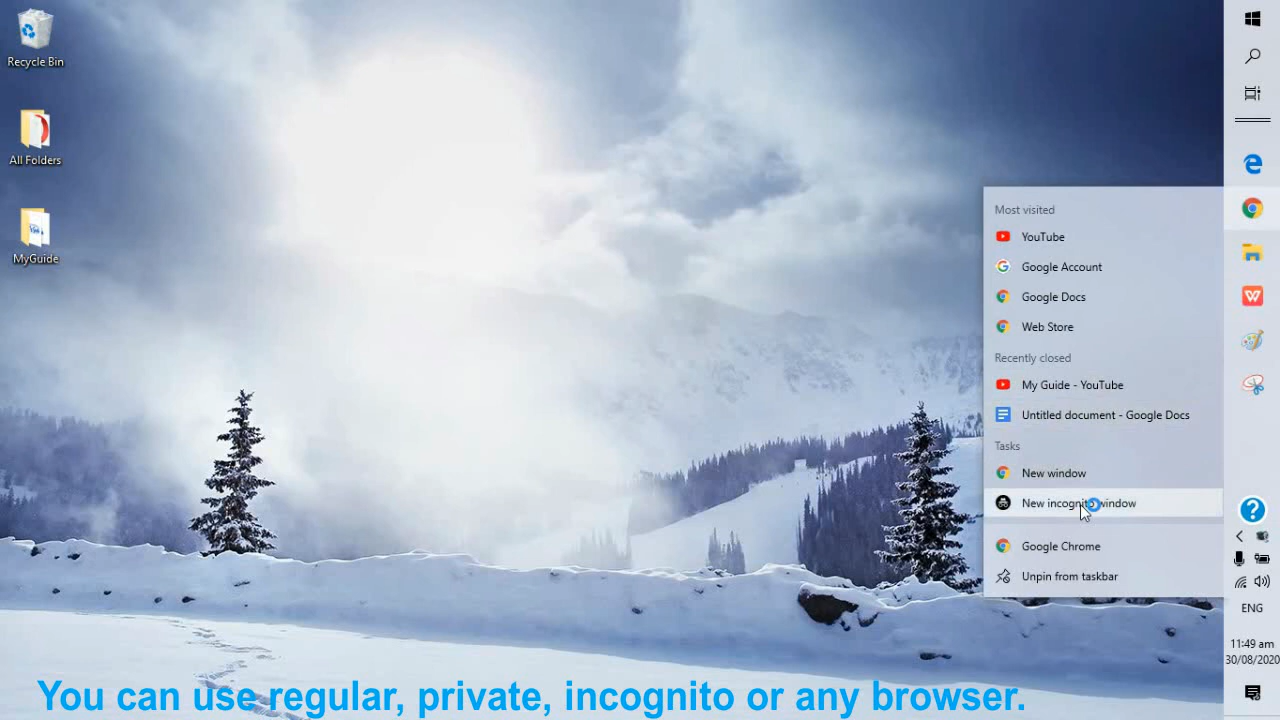 Recycle Bin
All Folders
MyGuide
Most visited
YouTube
Google Account
Google Docs
Web Store
Recently closed
My Guide - YouTube
Untitled document - Google Docs
Tasks
New window
New incognito window
Google Chrome
Unpin from taskbar
ENG
11:49 am
30/08/2020
You can use regular, private, incognito or any browser.